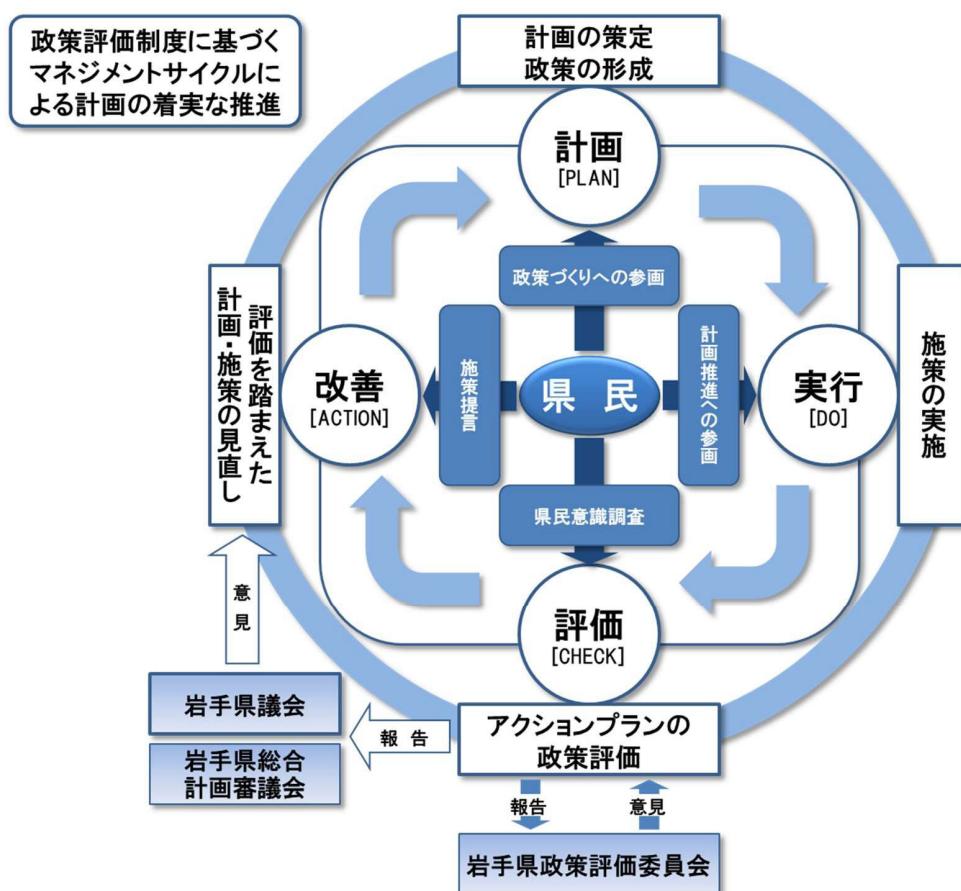 政策評価制度に基づく
マネジメントサイクルに
よる計画の着実な推進
計画の策定
政策の形成
計画
[PLAN]
政策づくりへの参画
評価を踏まえた
計画・施策の見直し
改善
[ACTION]
施策提言
県 民
計画推進への参画
実行
[DO]
施策の実施
県民意識調査
評価
[CHECK]
意見
岩手県議会
報 告
アクションプランの
政策評価
岩手県総合
計画審議会
報告
意見
岩手県政策評価委員会